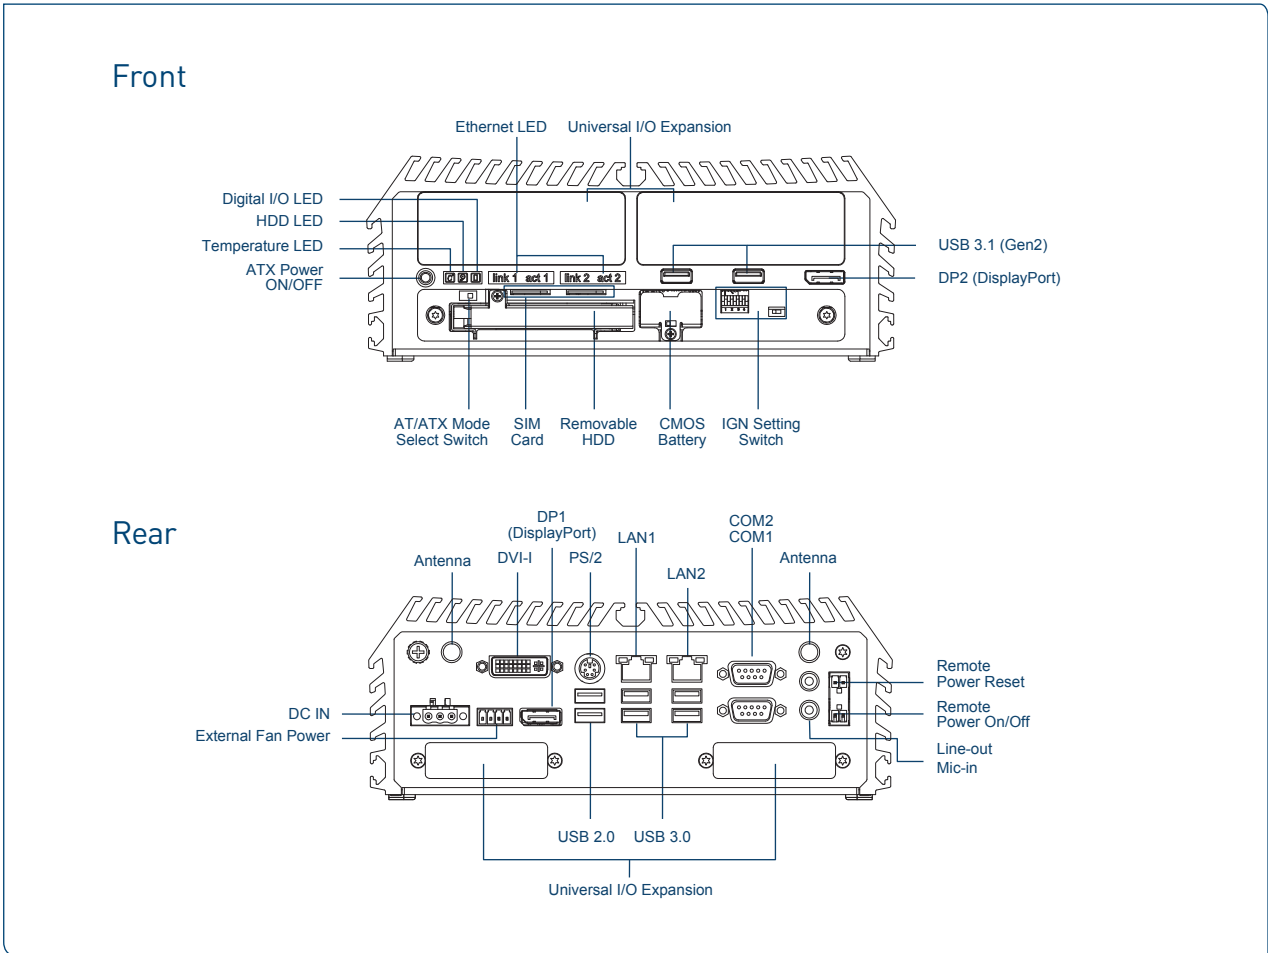 Front
Ethernet LED
Universal I/O Expansion
Digital I/O LED
HDD LED
Temperature LED
ATX Power
ON/OFF
link 1 act 1
link 2 act 2
USB 3.1 (Gen2)
DP2 (DisplayPort)
AT/ATX Mode
Select Switch
SIM
Card
Removable
HDD
CMOS
Battery
IGN Setting
Switch
Rear
Antenna
DVI-I
DP1
(DisplayPort)
PS/2
LAN1
LAN2
COM2
COM1
Antenna
DC IN
External Fan Power
Remote
Power Reset
Remote
Power On/Off
Line-out
Mic-in
USB 2.0
USB 3.0
Universal I/O Expansion